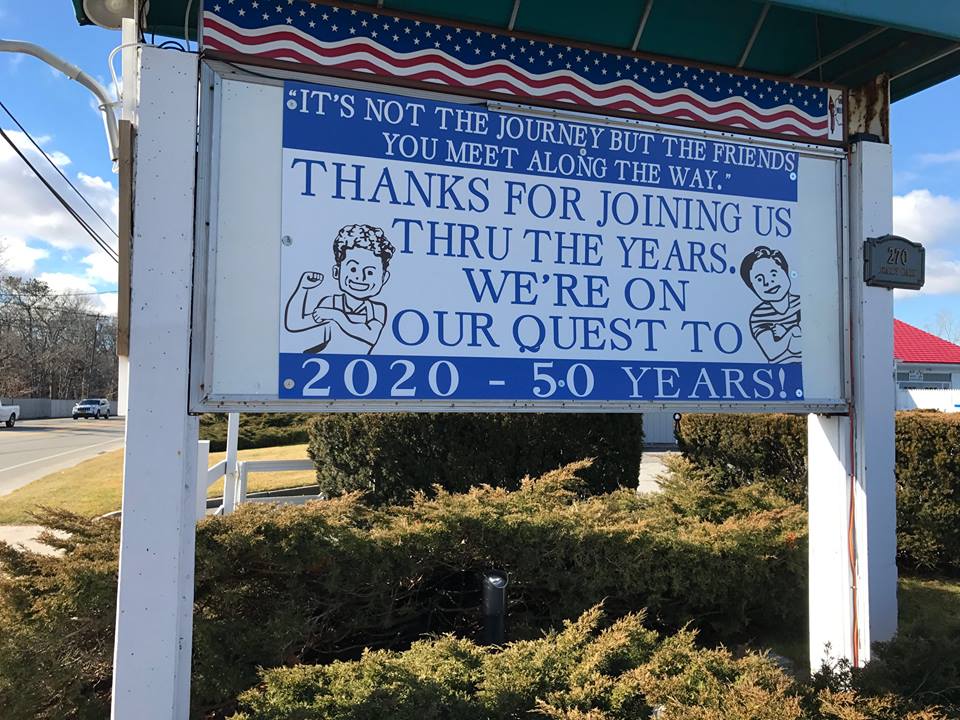 "IT'S NOT THE JOURNEY BUT THE FRIENDS
YOU MEET ALONG THE WAY."
THANKS FOR JOINING US
THRU THE YEARS.
WE'RE ON
OUR QUEST TO
2020 - 50 YEARS!
270